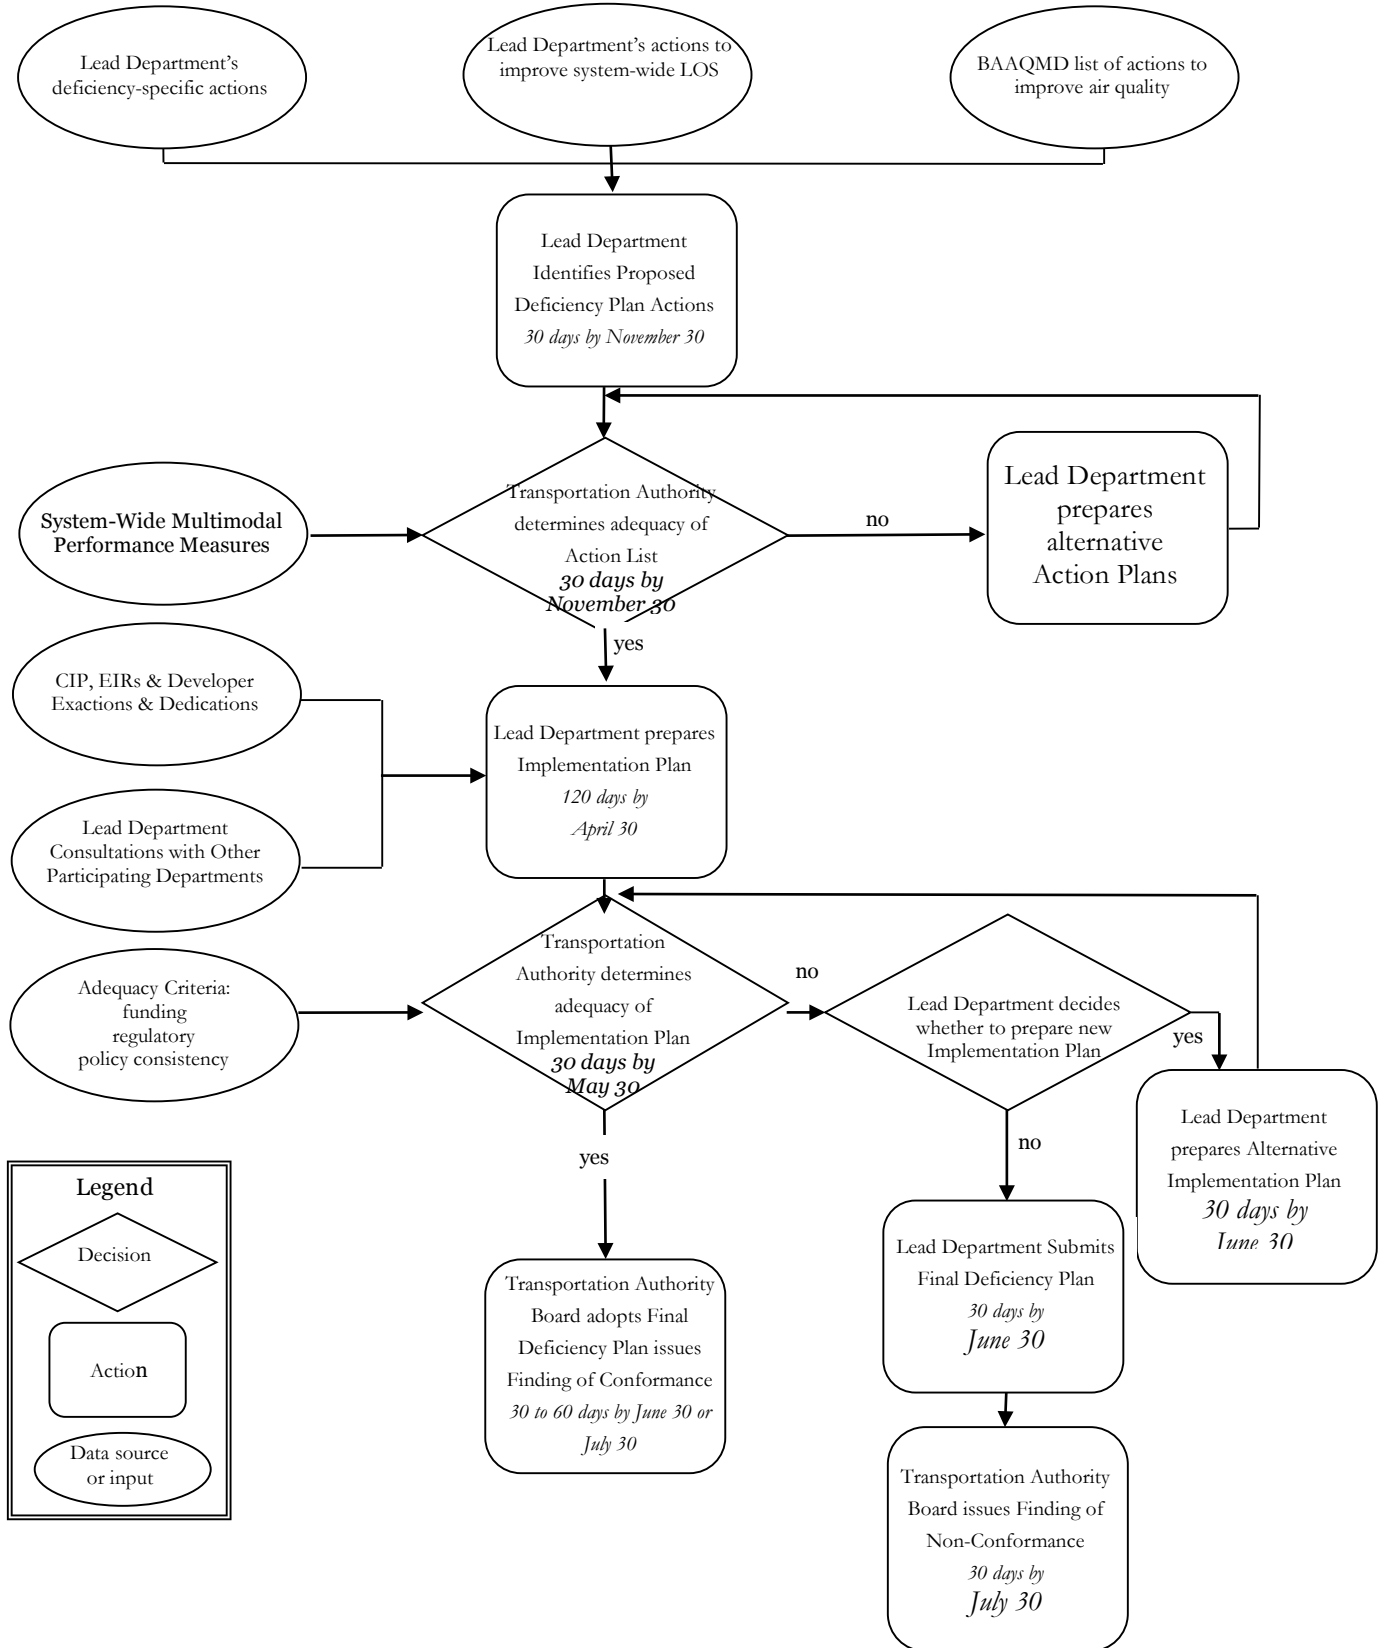 Lead Department's
deficiency-specific actions
Lead Department's actions to
improve system-wide LOS
BAAQMD list of actions to
improve air quality
Lead Department
Identifies Proposed
Deficiency Plan Actions
30 days by November 30
System-Wide Multimodal
Performance Measures
Transportation Authority
determines adequacy of
Action List
30 days by
November 30
no
Lead Department
prepares
alternative
Action Plans
yes
CIP, EIRs & Developer
Exactions & Dedications
Lead Department prepares
Implementation Plan
120 days by
April 30
Lead Department
Consultations with Other
Participating Departments
Adequacy Criteria:
funding
regulatory
policy consistency
Transportation
Authority determines
adequacy of
Implementation Plan
30 days by
May 30
no
Lead Department decides
whether to prepare new
Implementation Plan
yes
Lead Department
prepares Alternative
Implementation Plan
30 days by
June 30
yes
no
Legend
Decision
Action
Data source
or input
Transportation Authority
Board adopts Final
Deficiency Plan issues
Finding of Conformance
30 to 60 days by June 30 or
July 30
Lead Department Submits
Final Deficiency Plan
30 days by
June 30
Transportation Authority
Board issues Finding of
Non-Conformance
30 days by
July 30